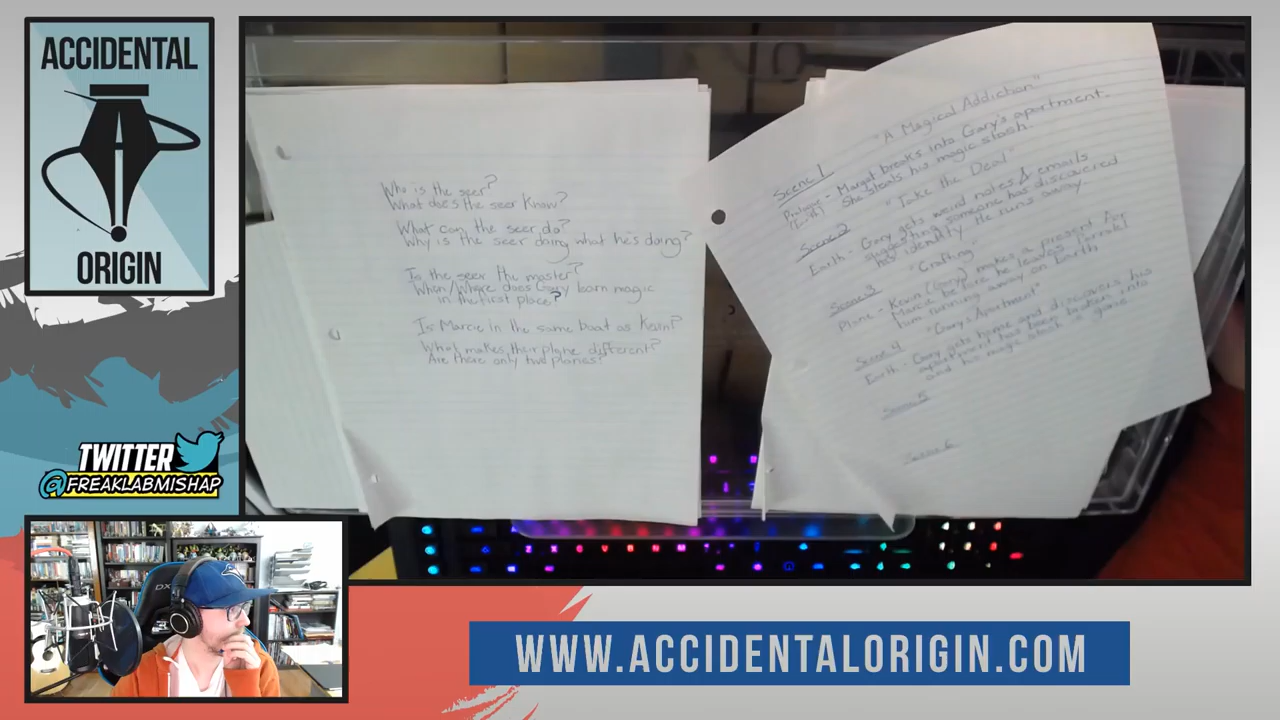 ACCIDENTAL
ORIGIN
TWITTER
@FREAKLABMISHAP
Who is the seer?
What does the seer know?
What can the seer do?
Why is the seer doing what he's doing?
Is the seer the master?
When/Where does Gary learn magic
in the first place?
Is Marcie in the same boat as Kevin?
What makes their plane different?
Are there only two planes?
"A Magical Addiction"
Scene 1
Prologue - Margot breaks into Gary's apartment.
She steals his magic stash.
"Take the Deal"
Scene 2
Earth - Gary gets weird notes & emails
suggesting someone has discovered
his identity. He runs away.
"Crafting"
Scene 3
Plane - Kevin (Gary) makes a present for
Marcie before he leaves (break)
him running away on Earth
"Gary's Apartment"
Scene 4
Earth - Gary gets home and discovers his
apartment has been broken into
and his magic stash is gone.
Scene 5
Scene 6
Z X C V B N M
WWW.ACCIDENTALORIGIN.COM